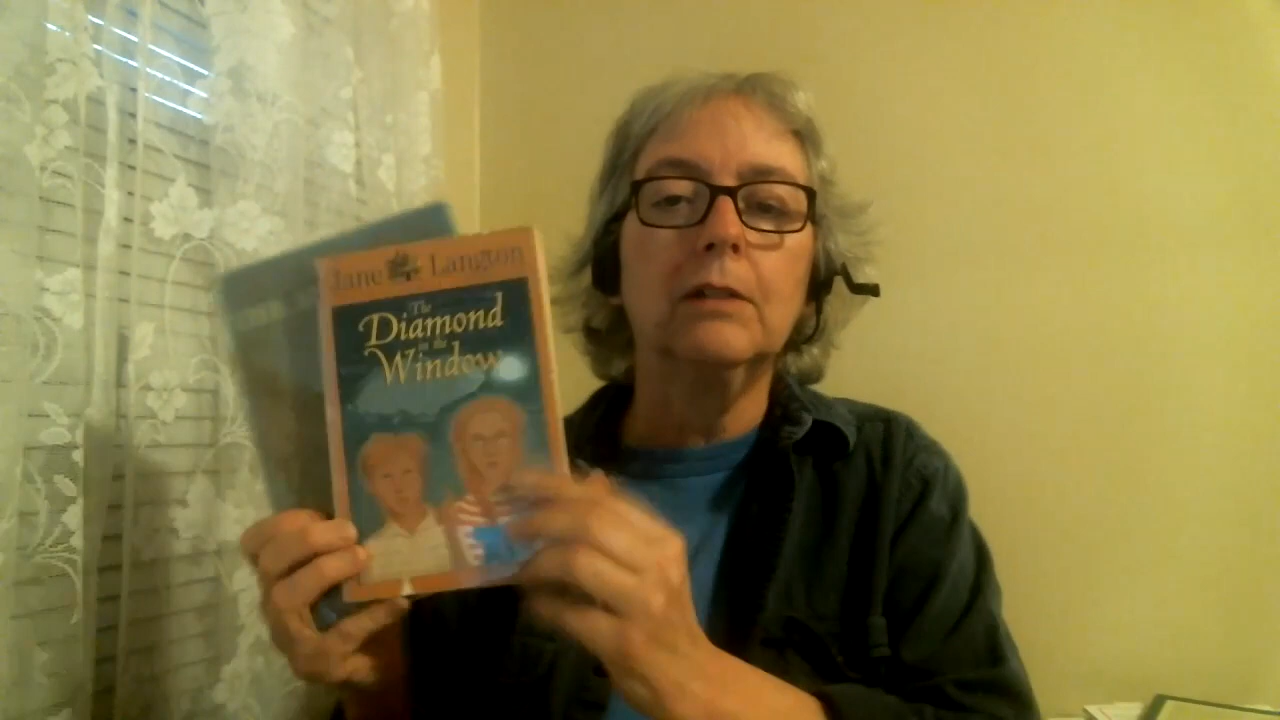 Jane Langton
The
Diamond
in the
Window